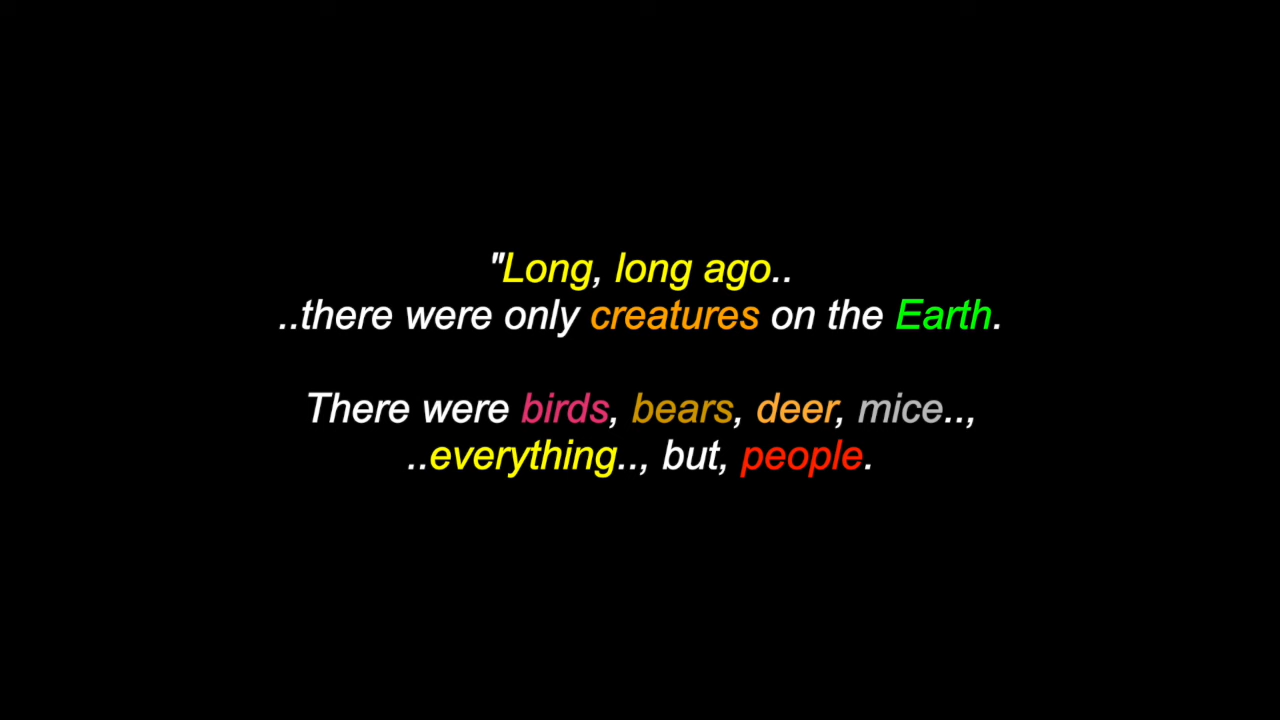 "Long, long ago..
..there were only creatures on the Earth.
There were birds, bears, deer, mice..,
..everything.., but, people.